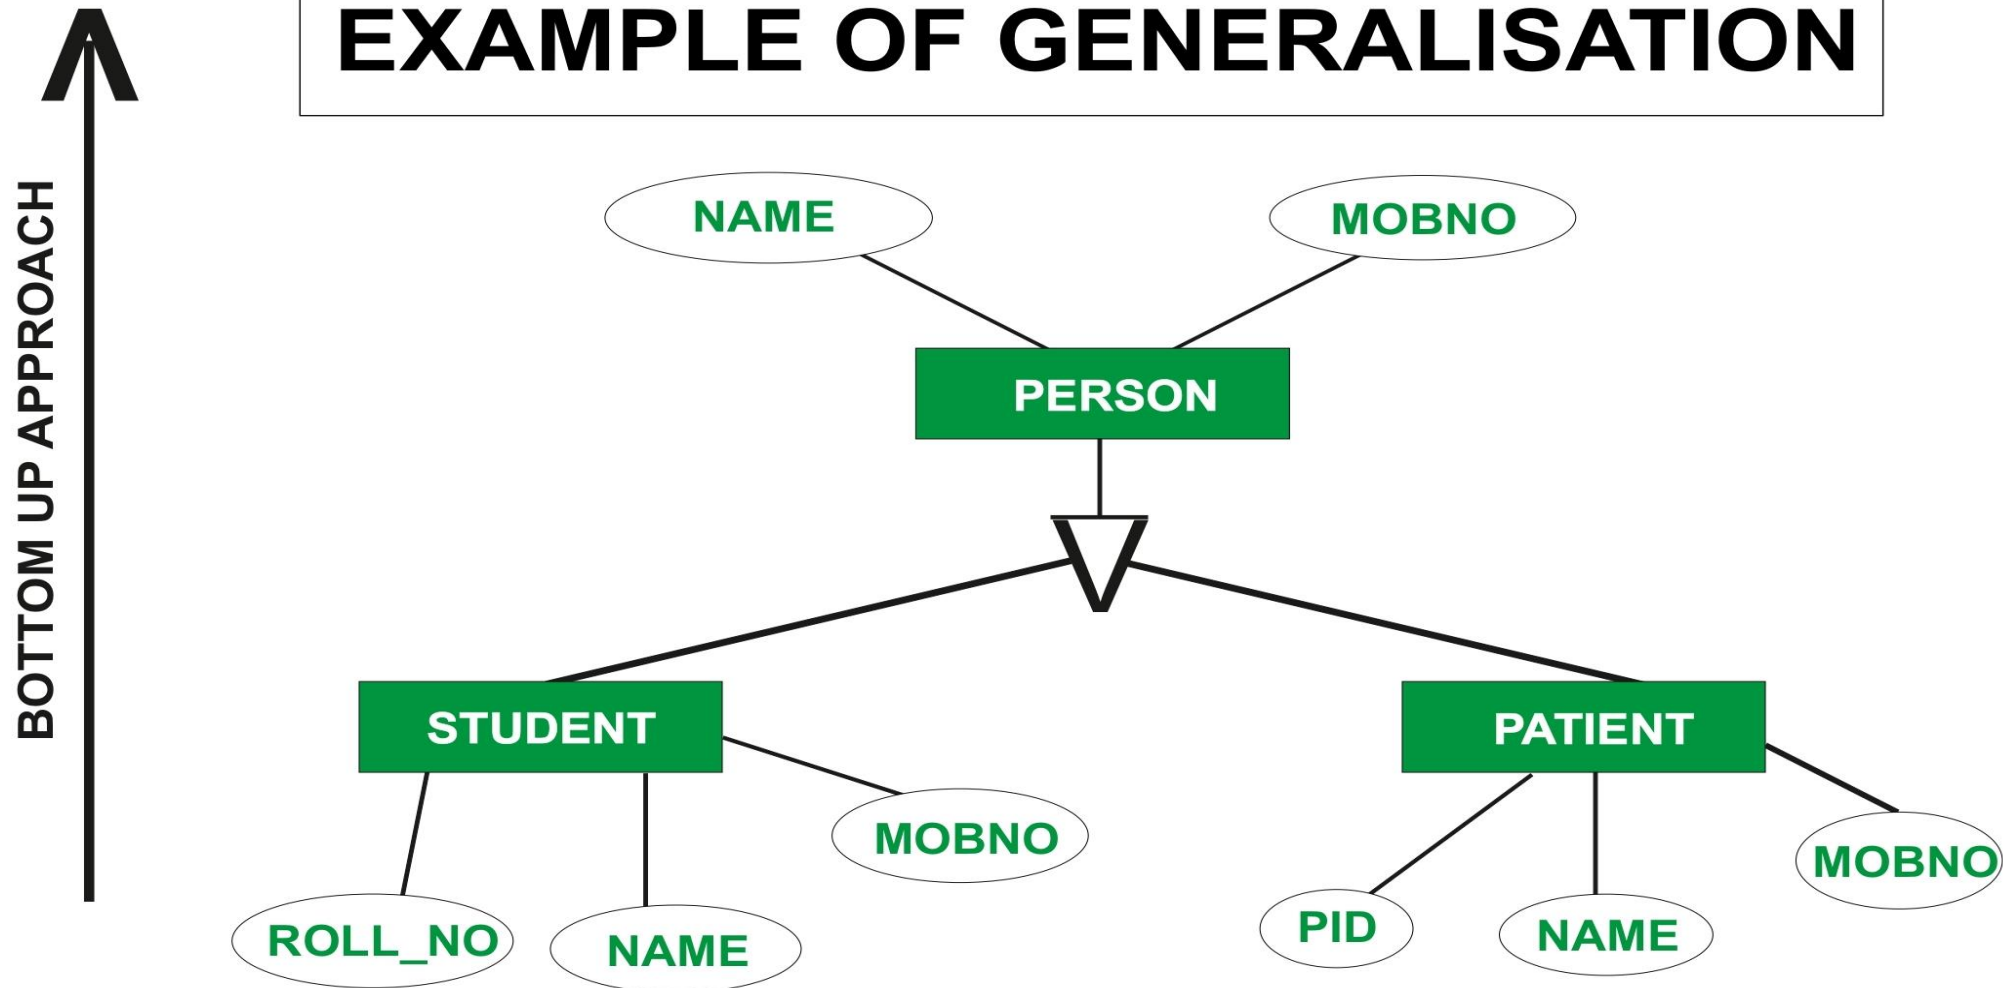 EXAMPLE OF GENERALISATION
BOTTOM UP APPROACH
NAME
MOBNO
PERSON
STUDENT
PATIENT
MOBNO
MOBNO
ROLL_NO
NAME
PID
NAME